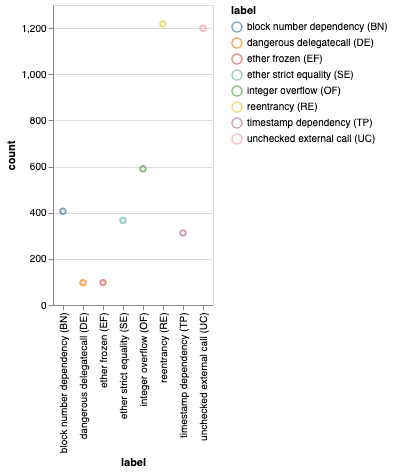 label
block number dependency (BN)
dangerous delegatecall (DE)
ether frozen (EF)
ether strict equality (SE)
integer overflow (OF)
reentrancy (RE)
timestamp dependency (TP)
unchecked external call (UC)
count
1,200
1,000
800
600
400
200
0
block number dependency (BN)
dangerous delegatecall (DE)
ether frozen (EF)
ether strict equality (SE)
integer overflow (OF)
reentrancy (RE)
timestamp dependency (TP)
unchecked external call (UC)
label